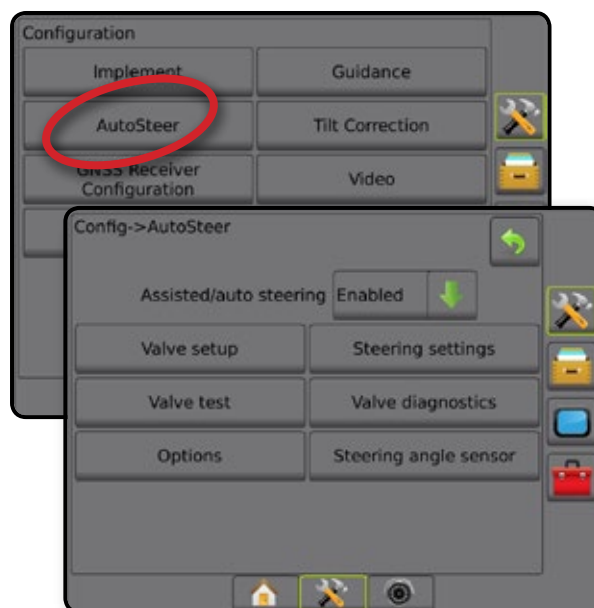 Configuration
Implement
Guidance
AutoSteer
Tilt Correction
GNSS Receiver
Configuration
Video
Config->AutoSteer
Assisted/auto steering Enabled
Valve setup
Steering settings
Valve test
Valve diagnostics
Options
Steering angle sensor